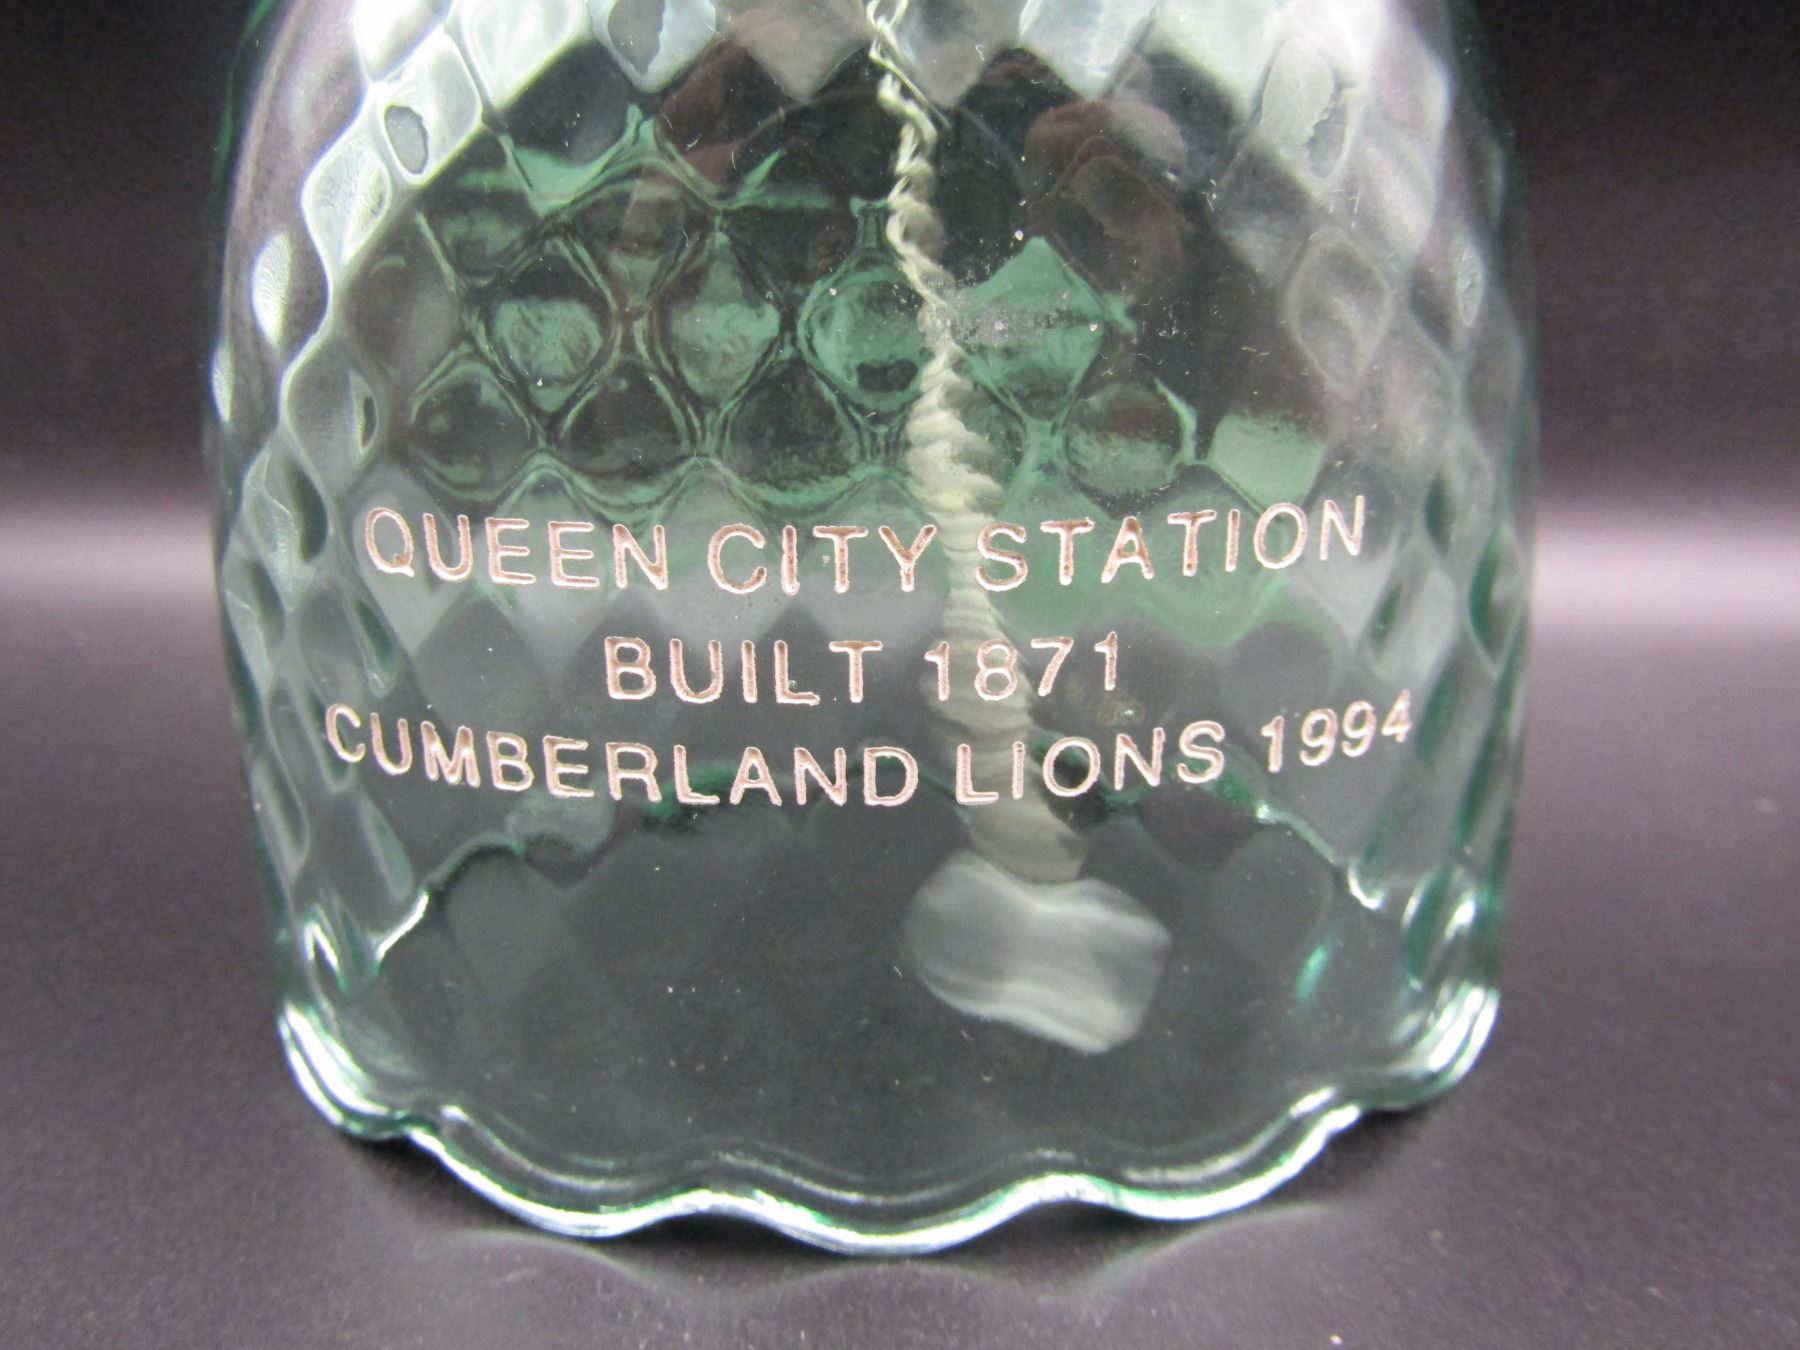 QUEEN CITY STATION
BUILT 1871
CUMBERLAND LIONS 1994